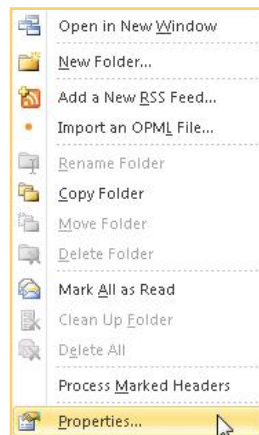 Open in New Window
New Folder...
Add a New RSS Feed...
Import an OPML File...
Rename Folder
Copy Folder
Move Folder
Delete Folder
Mark All as Read
Clean Up Folder
Delete All
Process Marked Headers
Properties...